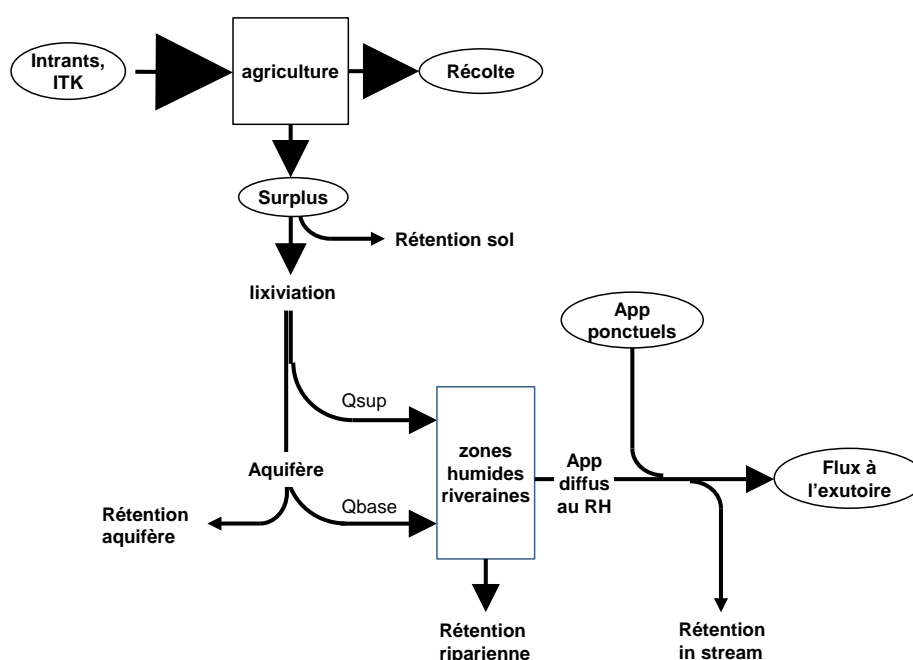 Intrants,
ITK
agriculture
Récolte
Surplus
Rétention sol
lixiviation
App
ponctuels
Qsup
zones
humides
riveraines
App
diffus
au RH
Flux à
l'exutoire
Aquifère
Qbase
Rétention
aquifère
Rétention
riparienne
Rétention
in stream